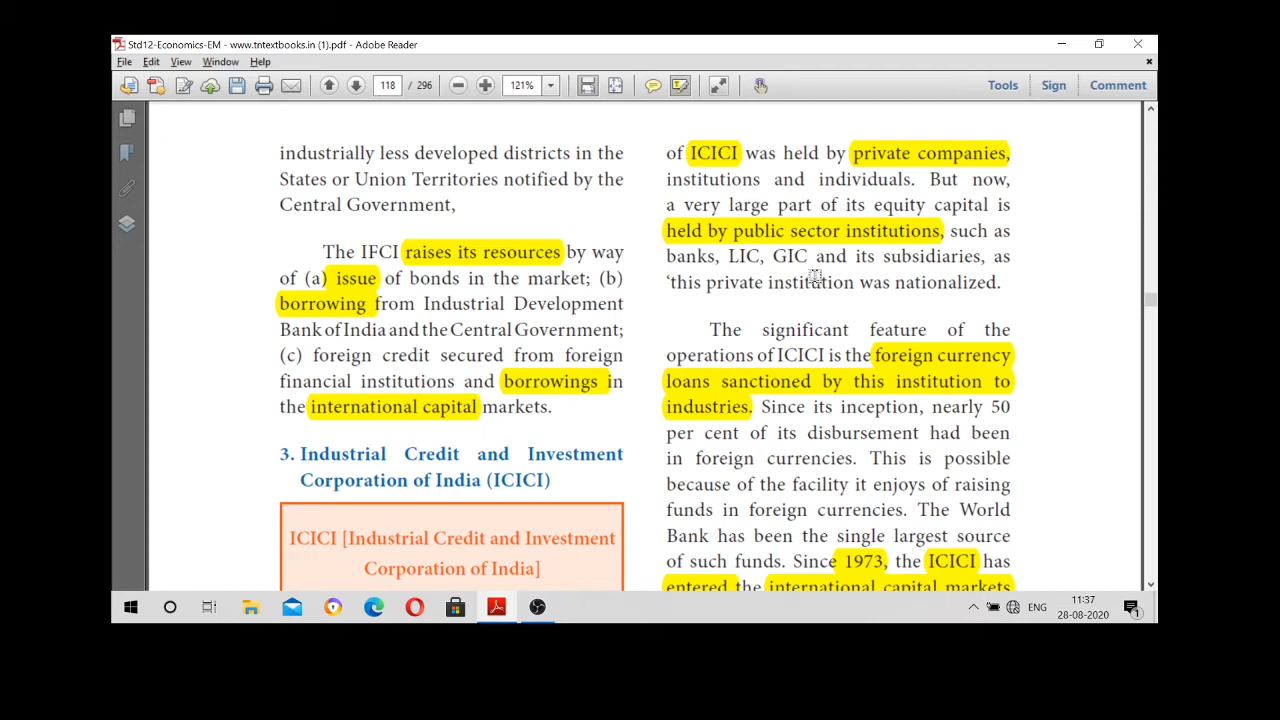 Std12-Economics-EM - www.tntextbooks.in (1).pdf - Adobe Reader
File Edit View Window Help
118 / 296 121% Tools Sign Comment
industrially less developed districts in the
States or Union Territories notified by the
Central Government,
The IFCI raises its resources by way
of (a) issue of bonds in the market; (b)
borrowing from Industrial Development
Bank of India and the Central Government;
(c) foreign credit secured from foreign
financial institutions and borrowings in
the international capital markets.
3. Industrial Credit and Investment
Corporation of India (ICICI)
ICICI [Industrial Credit and Investment
Corporation of India]
of ICICI was held by private companies,
institutions and individuals. But now,
a very large part of its equity capital is
held by public sector institutions, such as
banks, LIC, GIC and its subsidiaries, as
‘this private institution was nationalized.
The significant feature of the
operations of ICICI is the foreign currency
loans sanctioned by this institution to
industries. Since its inception, nearly 50
per cent of its disbursement had been
in foreign currencies. This is possible
because of the facility it enjoys of raising
funds in foreign currencies. The World
Bank has been the single largest source
of such funds. Since 1973, the ICICI has
entered the international capital markets
ENG
11:37
28-08-2020
1